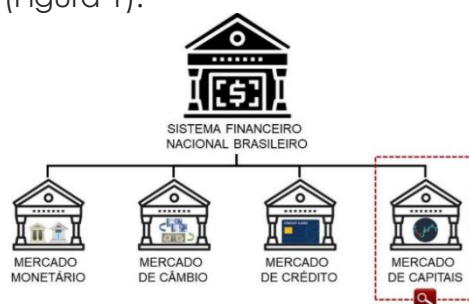 (Figura 1).
SISTEMA FINANCEIRO
NACIONAL BRASILEIRO
MERCADO
MONETÁRIO
MERCADO
DE CÂMBIO
MERCADO
DE CRÉDITO
MERCADO
DE CAPITAIS